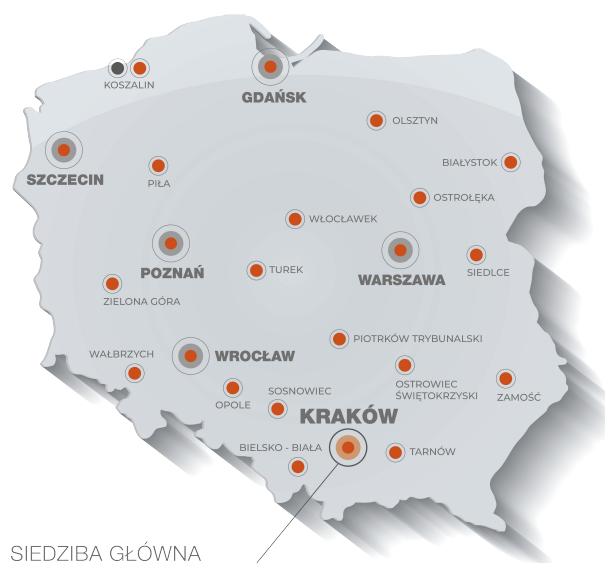 KOSZALIN
GDAŃSK
OLSZTYN
BIAŁYSTOK
SZCZECIN
PIŁA
OSTROŁĘKA
WŁOCŁAWEK
POZNAŃ
TUREK
WARSZAWA
SIEDLCE
ZIELONA GÓRA
PIOTRKÓW TRYBUNALSKI
WAŁBRZYCH
WROCŁAW
OSTROWIEC
ŚWIĘTOKRZYSKI
ZAMOŚĆ
OPOLE
SOSNOWIEC
KRAKÓW
BIELSKO - BIAŁA
TARNÓW
SIEDZIBA GŁÓWNA